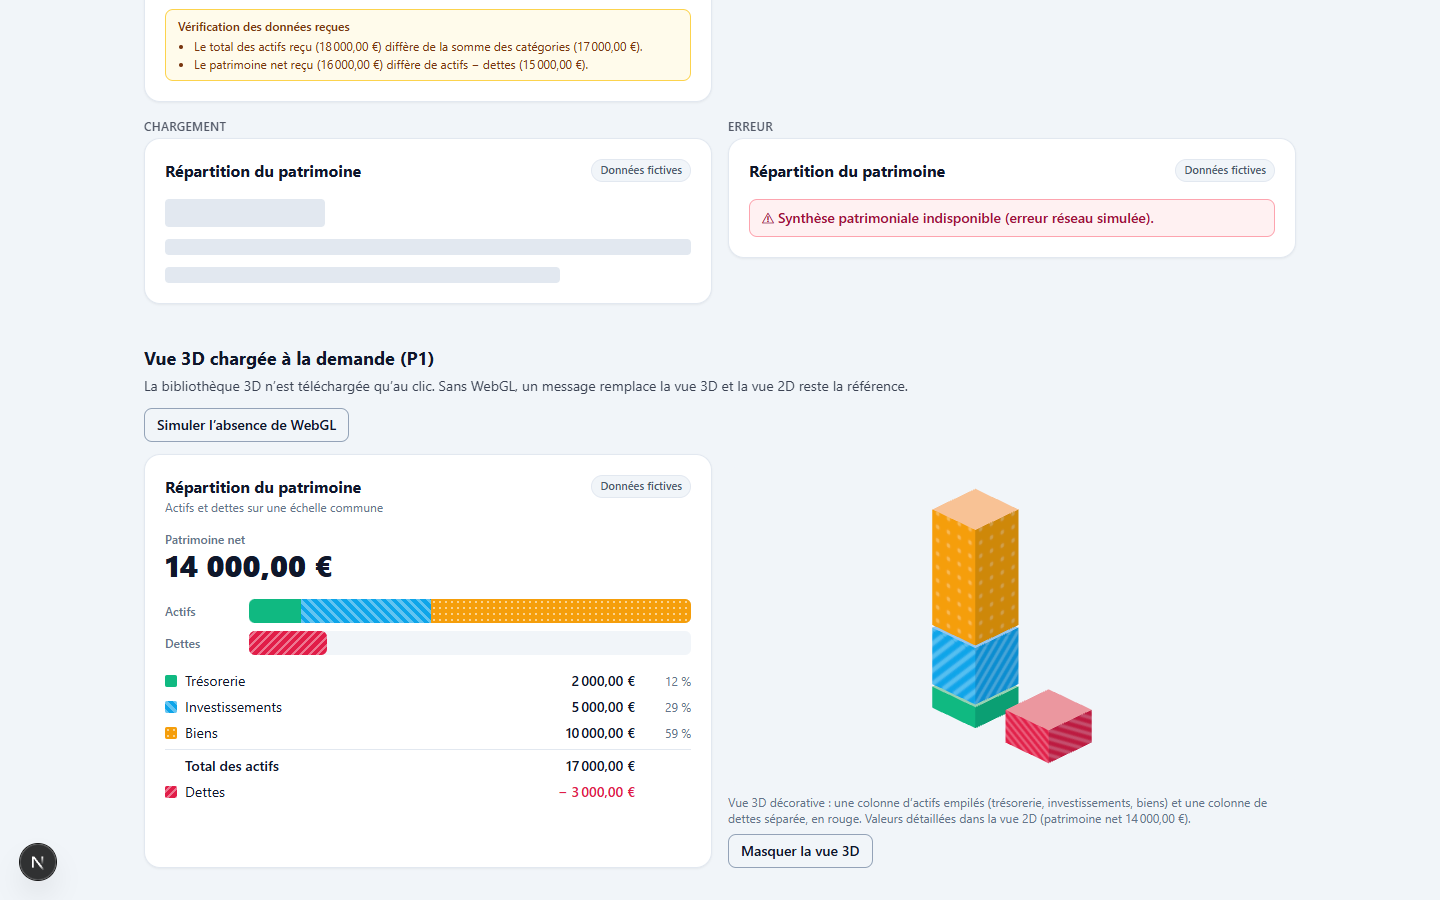 Vérification des données reçues
• Le total des actifs reçu (18 000,00 €) diffère de la somme des catégories (17 000,00 €).
• Le patrimoine net reçu (16 000,00 €) diffère de actifs − dettes (15 000,00 €).
CHARGEMENT
ERREUR
Répartition du patrimoine
Données fictives
Répartition du patrimoine
Données fictives
⚠ Synthèse patrimoniale indisponible (erreur réseau simulée).
Vue 3D chargée à la demande (P1)
La bibliothèque 3D n’est téléchargée qu’au clic. Sans WebGL, un message remplace la vue 3D et la vue 2D reste la référence.
Simuler l’absence de WebGL
Répartition du patrimoine
Données fictives
Actifs et dettes sur une échelle commune
Patrimoine net
14 000,00 €
Actifs
Dettes
Trésorerie 2 000,00 € 12 %
Investissements 5 000,00 € 29 %
Biens 10 000,00 € 59 %
Total des actifs 17 000,00 €
Dettes − 3 000,00 €
Vue 3D décorative : une colonne d’actifs empilés (trésorerie, investissements, biens) et une colonne de
dettes séparée, en rouge. Valeurs détaillées dans la vue 2D (patrimoine net 14 000,00 €).
Masquer la vue 3D
N